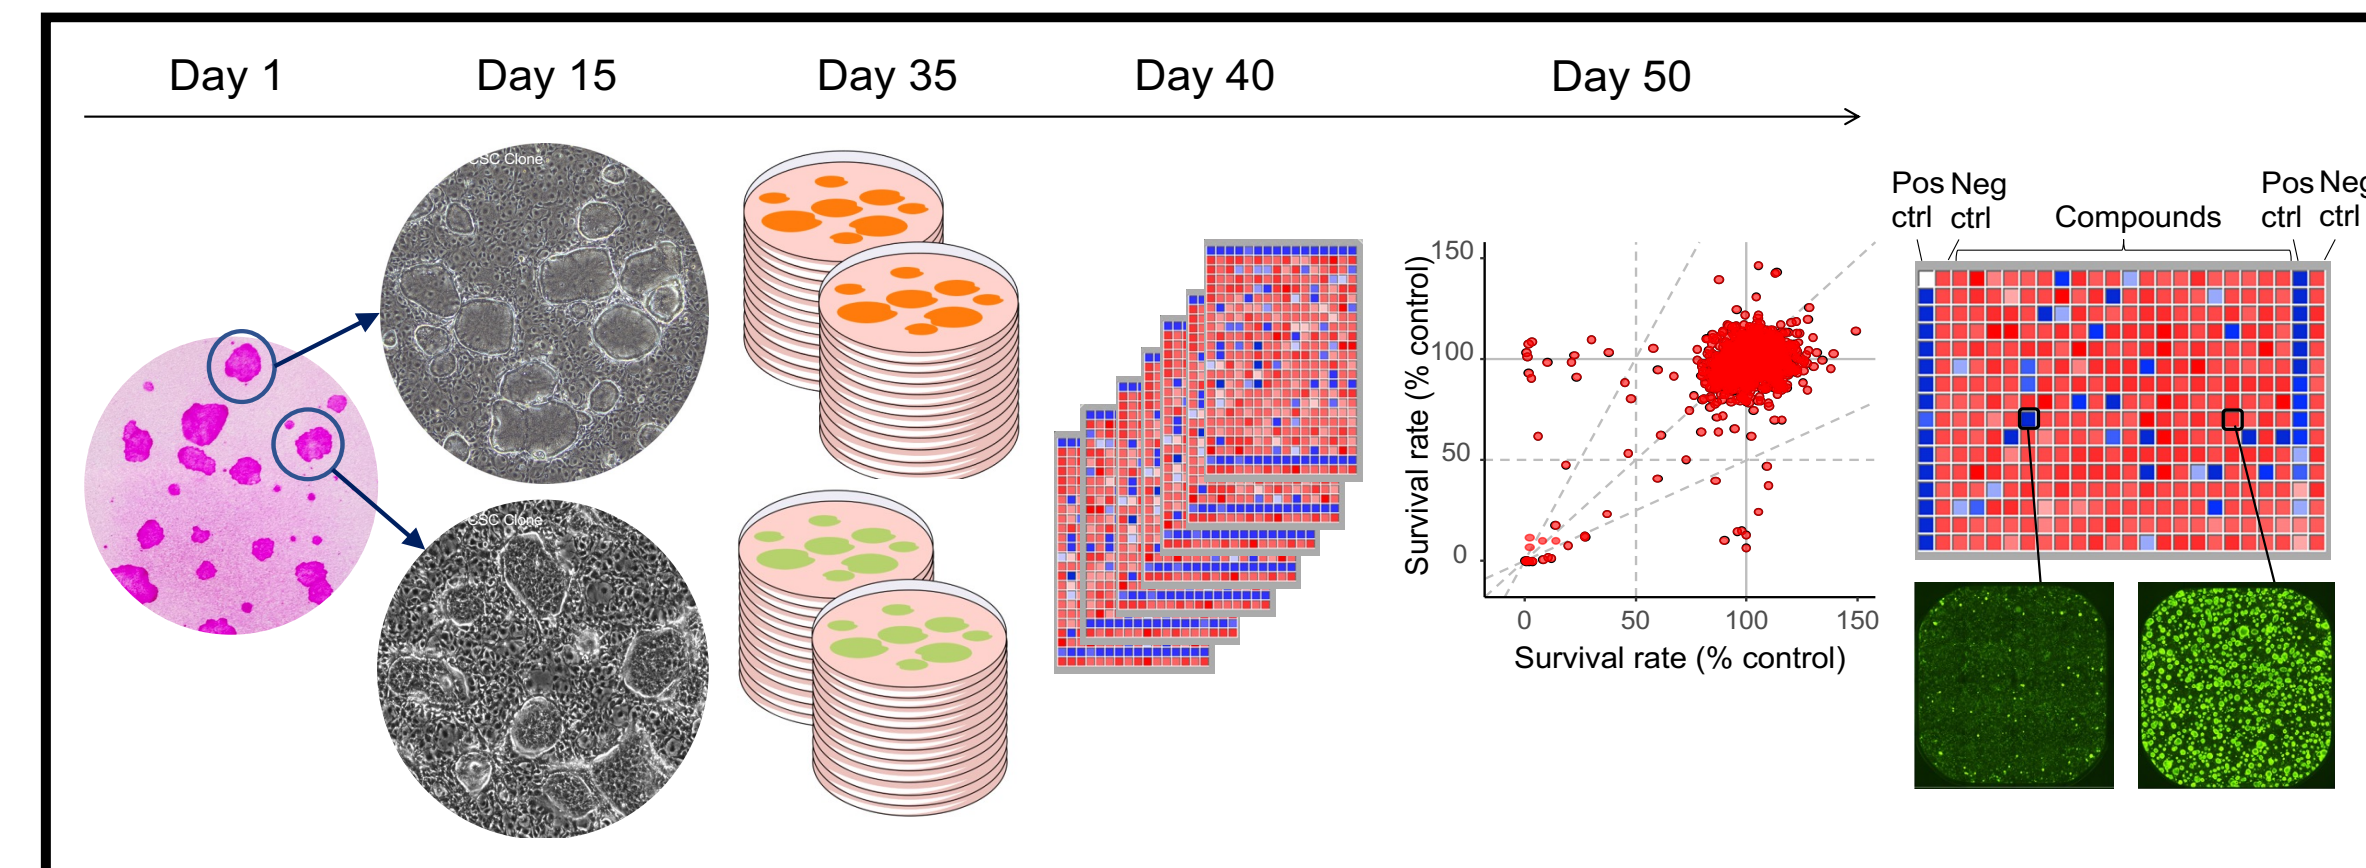 Day 1
Day 15
Day 35
Day 40
Day 50
CSC Clone
CSC Clone
Survival rate (% control)
150
100
50
0
0
50
100
150
Survival rate (% control)
Pos Neg
ctrl ctrl
Compounds
Pos Neg
ctrl ctrl